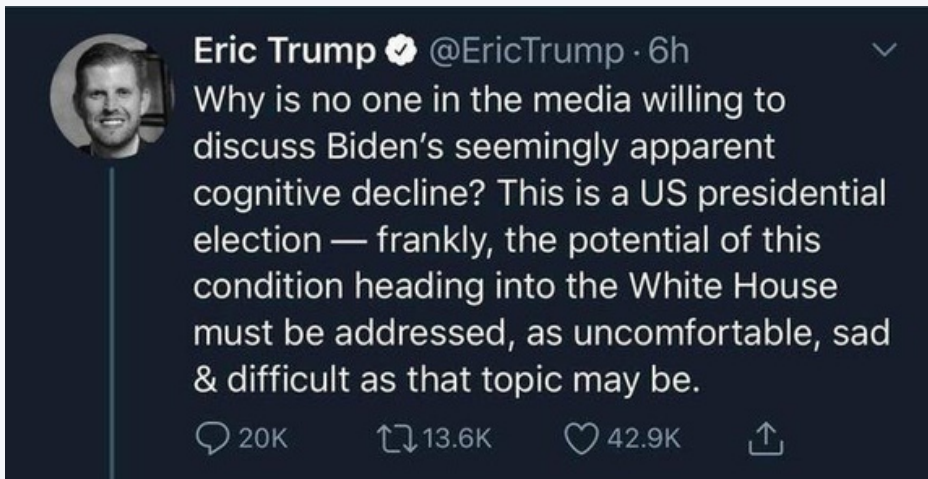 Eric Trump @EricTrump · 6h
Why is no one in the media willing to
discuss Biden’s seemingly apparent
cognitive decline? This is a US presidential
election — frankly, the potential of this
condition heading into the White House
must be addressed, as uncomfortable, sad
& difficult as that topic may be.
20K 13.6K 42.9K